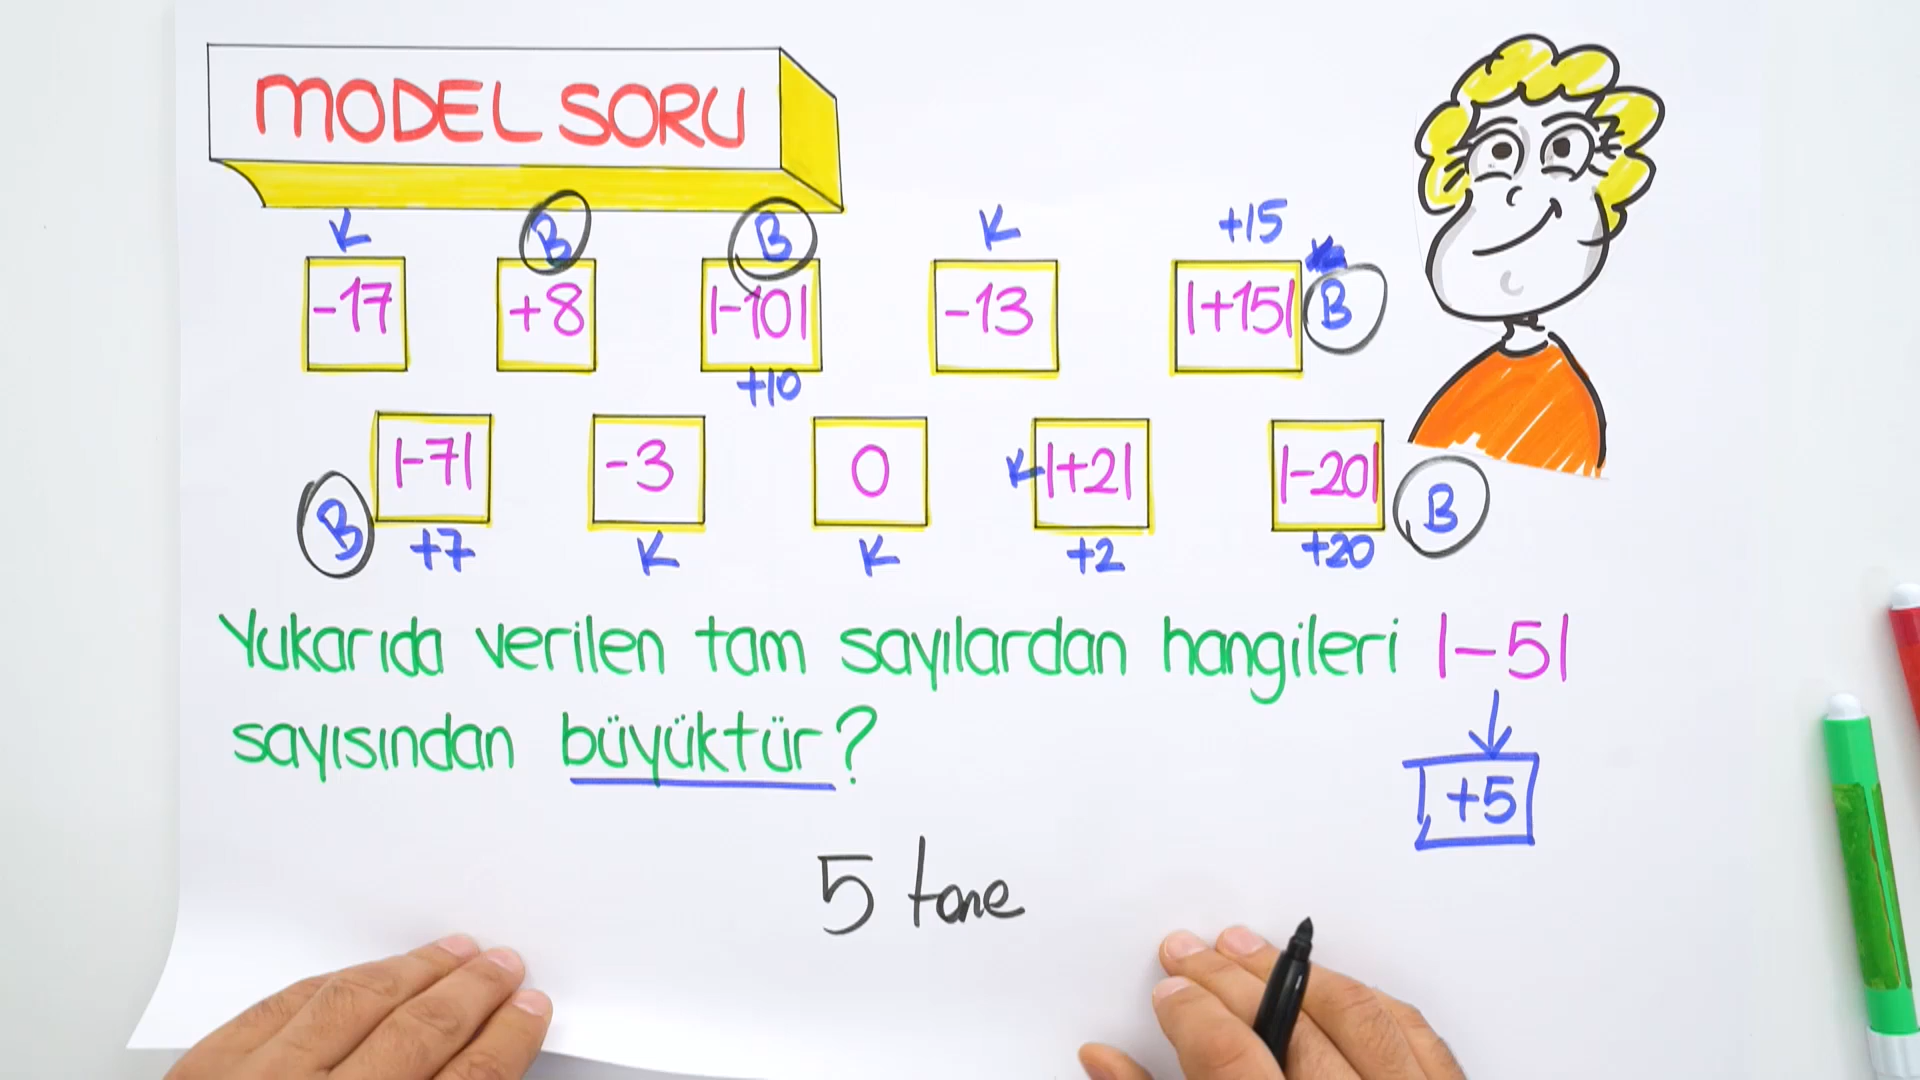 MODEL SORU
K B B K +15
-17 +8 |-10| -13 |+15| B
+10
|-7| -3 0 K |+2| |-20|
B +7 K K +2 +20 B
Yukarıda verilen tam sayılardan hangileri |-5|
sayısından büyüktür?
+5
5 tane